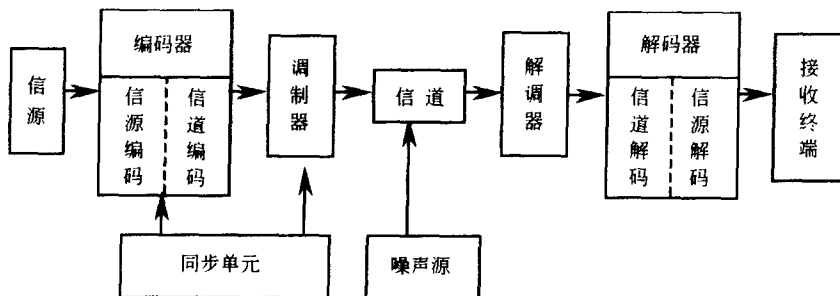 信源
编码器
信源编码
信道编码
调制器
信道
解调器
解码器
信道解码
信源解码
接收终端
同步单元
噪声源